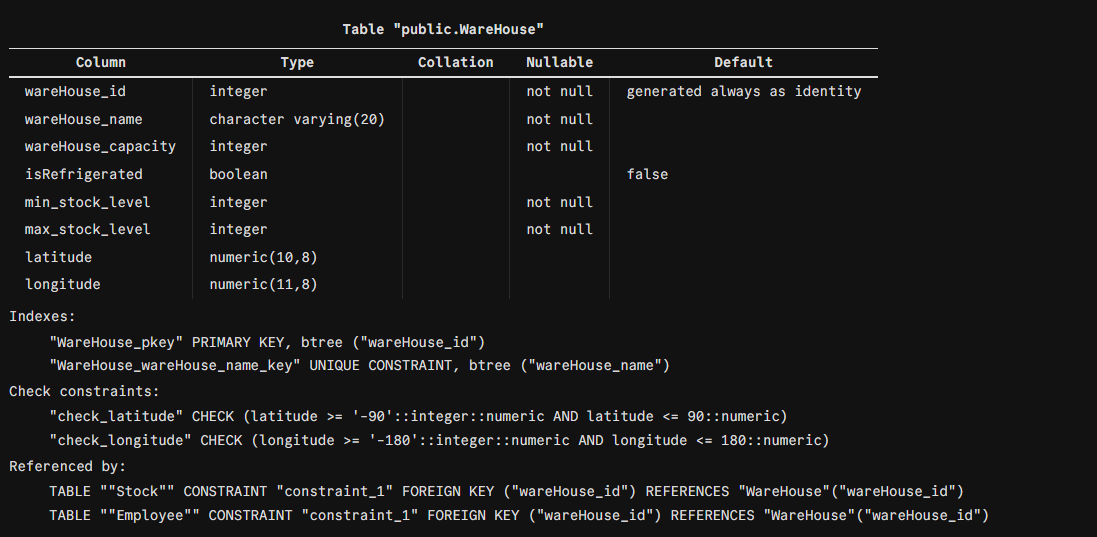 Table "public.WareHouse"
Column Type Collation Nullable Default
wareHouse_id integer not null generated always as identity
wareHouse_name character varying(20) not null
wareHouse_capacity integer not null
isRefrigerated boolean false
min_stock_level integer not null
max_stock_level integer not null
latitude numeric(10,8)
longitude numeric(11,8)
Indexes:
"WareHouse_pkey" PRIMARY KEY, btree ("wareHouse_id")
"WareHouse_wareHouse_name_key" UNIQUE CONSTRAINT, btree ("wareHouse_name")
Check constraints:
"check_latitude" CHECK (latitude >= '-90'::integer::numeric AND latitude <= 90::numeric)
"check_longitude" CHECK (longitude >= '-180'::integer::numeric AND longitude <= 180::numeric)
Referenced by:
TABLE ""Stock"" CONSTRAINT "constraint_1" FOREIGN KEY ("wareHouse_id") REFERENCES "WareHouse"("wareHouse_id")
TABLE ""Employee"" CONSTRAINT "constraint_1" FOREIGN KEY ("wareHouse_id") REFERENCES "WareHouse"("wareHouse_id")